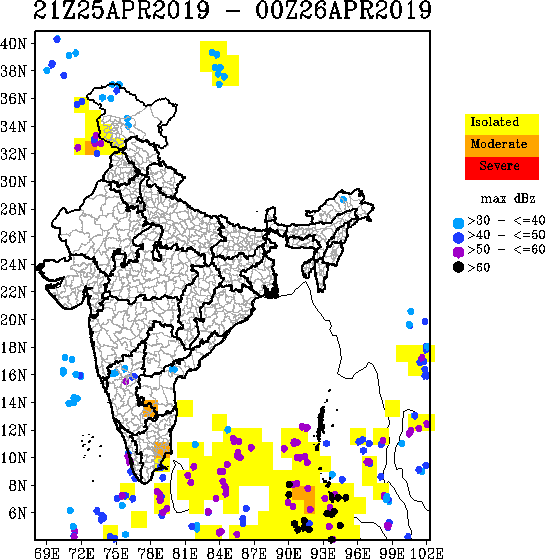 21Z25APR2019 - 00Z26APR2019
40N
38N
36N
34N
32N
30N
28N
26N
24N
22N
20N
18N
16N
14N
12N
10N
8N
6N
69E 72E 75E 78E 81E 84E 87E 90E 93E 96E 99E 102E
Isolated
Moderate
Severe
max dBz
>30 - <=40
>40 - <=50
>50 - <=60
>60